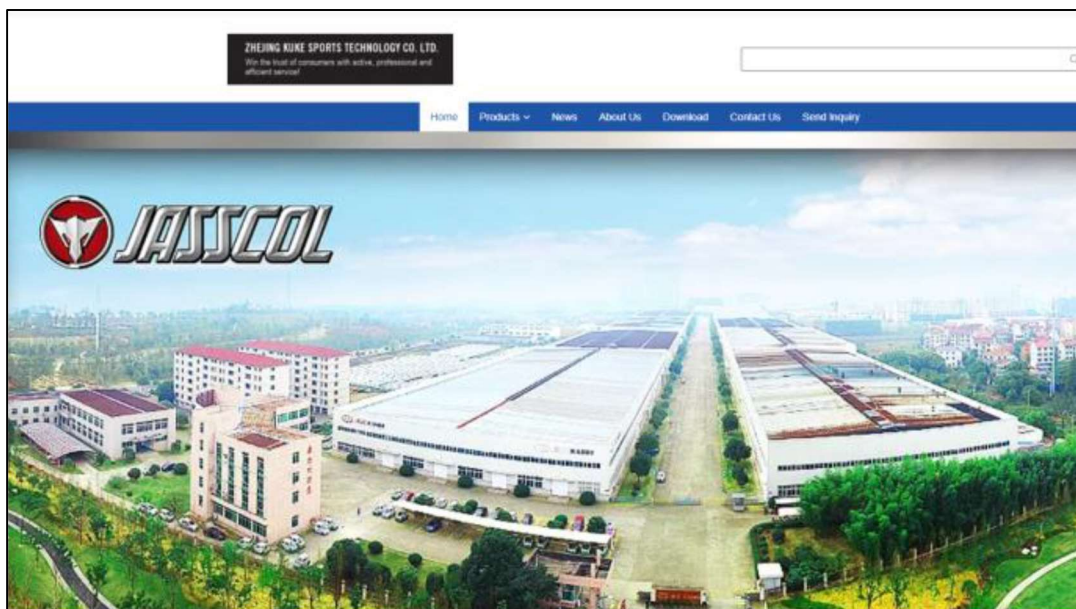 ZHEJING KUKE SPORTS TECHNOLOGY CO. LTD.
Win the trust of consumers with active, professional and
efficient service!
Home Products News About Us Download Contact Us Send Inquiry
JASSCOL